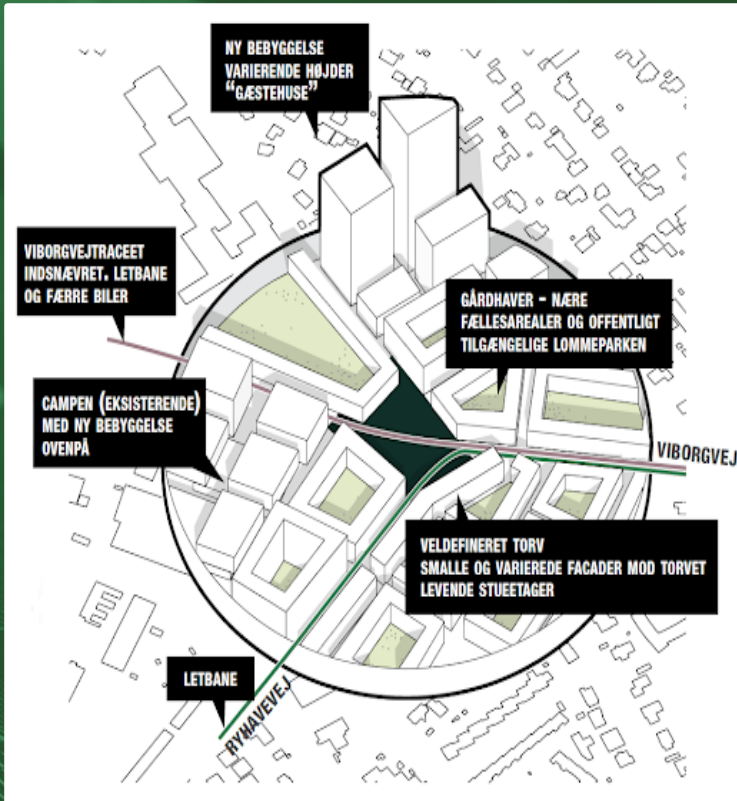 NY BEBYGGELSE
VARIERENDE HØJDER
“GÆSTEHUSE”
VIBORGVEJTRACEET
INDSNÆVRET. LETBANE
OG FÆRRE BILER
GÅRDHAVER – NÆRE
FÆLLESAREALER OG OFFENTLIGT
TILGÆNGELIGE LOMMEPARKEN
CAMPEN (EKSISTERENDE)
MED NY BEBYGGELSE
OVENPÅ
VIBORGVEJ
VELDEFINERET TORV
SMALLE OG VARIEREDE FACADER MOD TORVET
LEVENDE STUEETAGER
LETBANE
RYHAVEVEJ